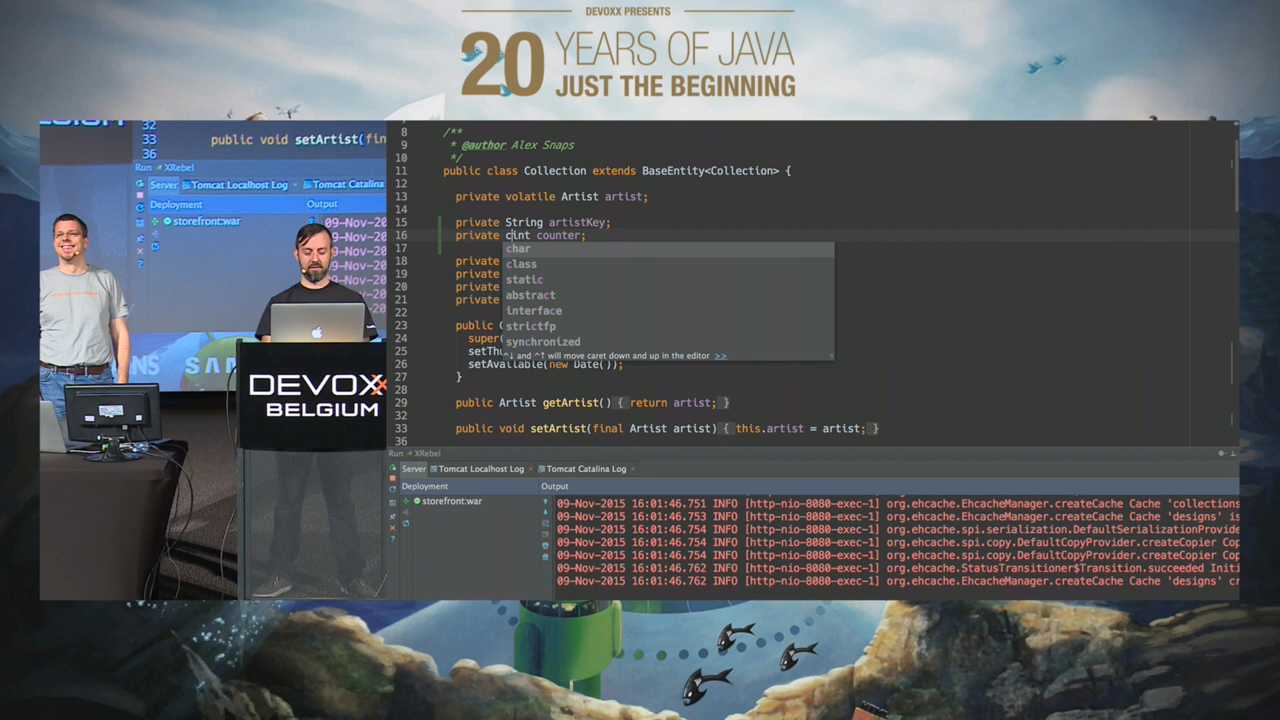 DEVOXX PRESENTS
20 YEARS OF JAVA
JUST THE BEGINNING
32
33 public void setArtist(fin
36
Run XRebel
Server Tomcat Localhost Log Tomcat Catalina
Deployment Output
storefront:war
09-Nov-20
DEVOXX
BELGIUM
8 /**
9 * @author Alex Snaps
10 */
11 public class Collection extends BaseEntity<Collection> {
12
13 private volatile Artist artist;
14
15 private String artistKey;
16 private cint counter;
17 char
class
18 private
19 private static
20 private
21 private abstract
22 interface
23 public C
strictfp
24 super(
synchronized
25 setThu
^↓ and ^↑ will move caret down and up in the editor >>
26 setAvailable(new Date());
27 }
28
29 public Artist getArtist() { return artist; }
32
33 public void setArtist(final Artist artist) { this.artist = artist; }
36
Run XRebel
Server Tomcat Localhost Log Tomcat Catalina Log
Deployment Output
storefront:war
09-Nov-2015 16:01:46.751 INFO [http-nio-8080-exec-1] org.ehcache.EhcacheManager.createCache Cache 'collections
09-Nov-2015 16:01:46.753 INFO [http-nio-8080-exec-1] org.ehcache.EhcacheManager.createCache Cache 'designs' is
09-Nov-2015 16:01:46.754 INFO [http-nio-8080-exec-1] org.ehcache.spi.serialization.DefaultSerializationProvide
09-Nov-2015 16:01:46.754 INFO [http-nio-8080-exec-1] org.ehcache.spi.copy.DefaultCopyProvider.createCopier Cop
09-Nov-2015 16:01:46.754 INFO [http-nio-8080-exec-1] org.ehcache.spi.copy.DefaultCopyProvider.createCopier Cop
09-Nov-2015 16:01:46.762 INFO [http-nio-8080-exec-1] org.ehcache.StatusTransitioner$Transition.succeeded Initi
09-Nov-2015 16:01:46.762 INFO [http-nio-8080-exec-1] org.ehcache.EhcacheManager.createCache Cache 'designs' cr